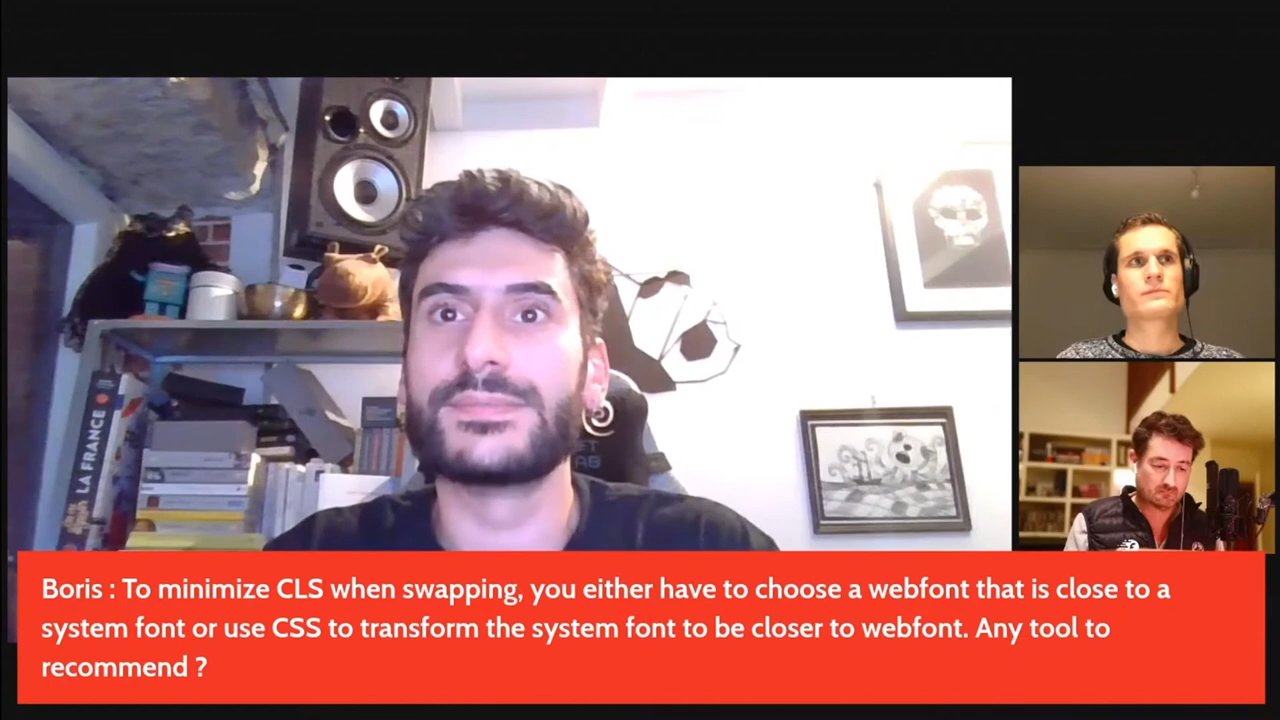 LA FRANCE
Boris : To minimize CLS when swapping, you either have to choose a webfont that is close to a
system font or use CSS to transform the system font to be closer to webfont. Any tool to
recommend ?